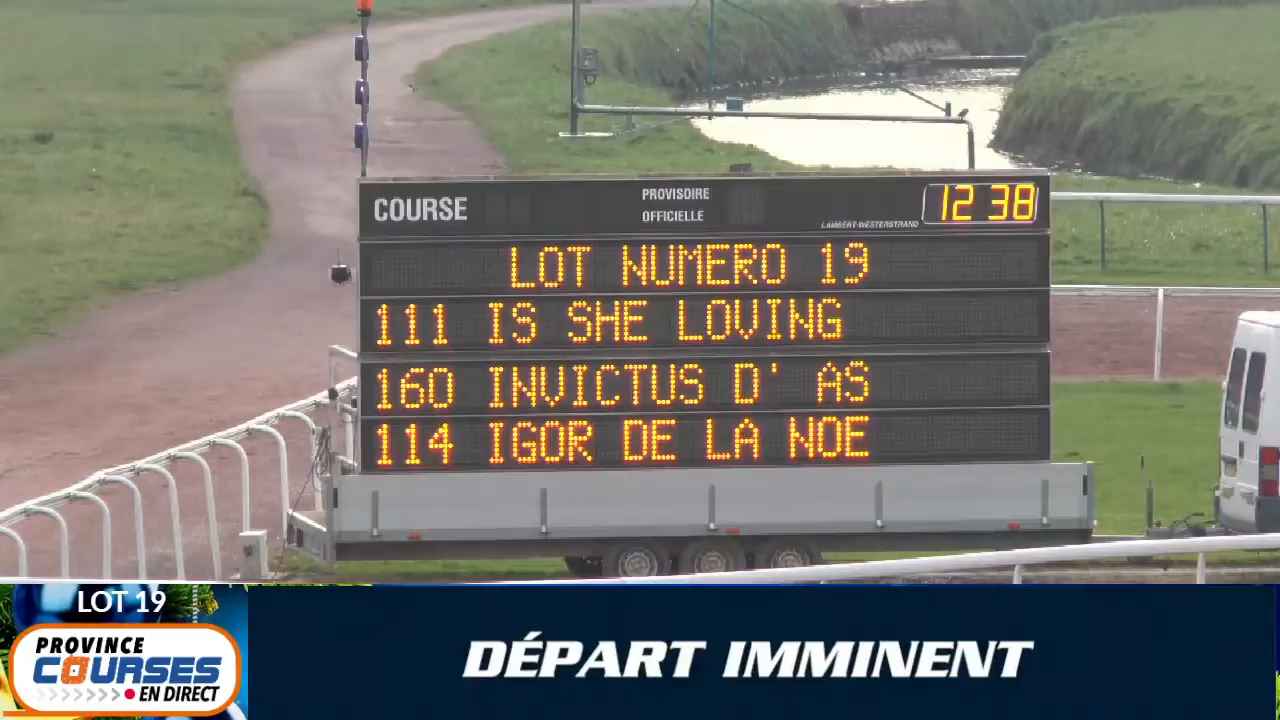 COURSE
PROVISOIRE
OFFICIELLE
LAMBERT-WESTERSTRAND
12 38
LOT NUMERO 19
111 IS SHE LOVING
160 INVICTUS D' AS
114 IGOR DE LA NOE
LOT 19
PROVINCE
COURSES
EN DIRECT
DÉPART IMMINENT